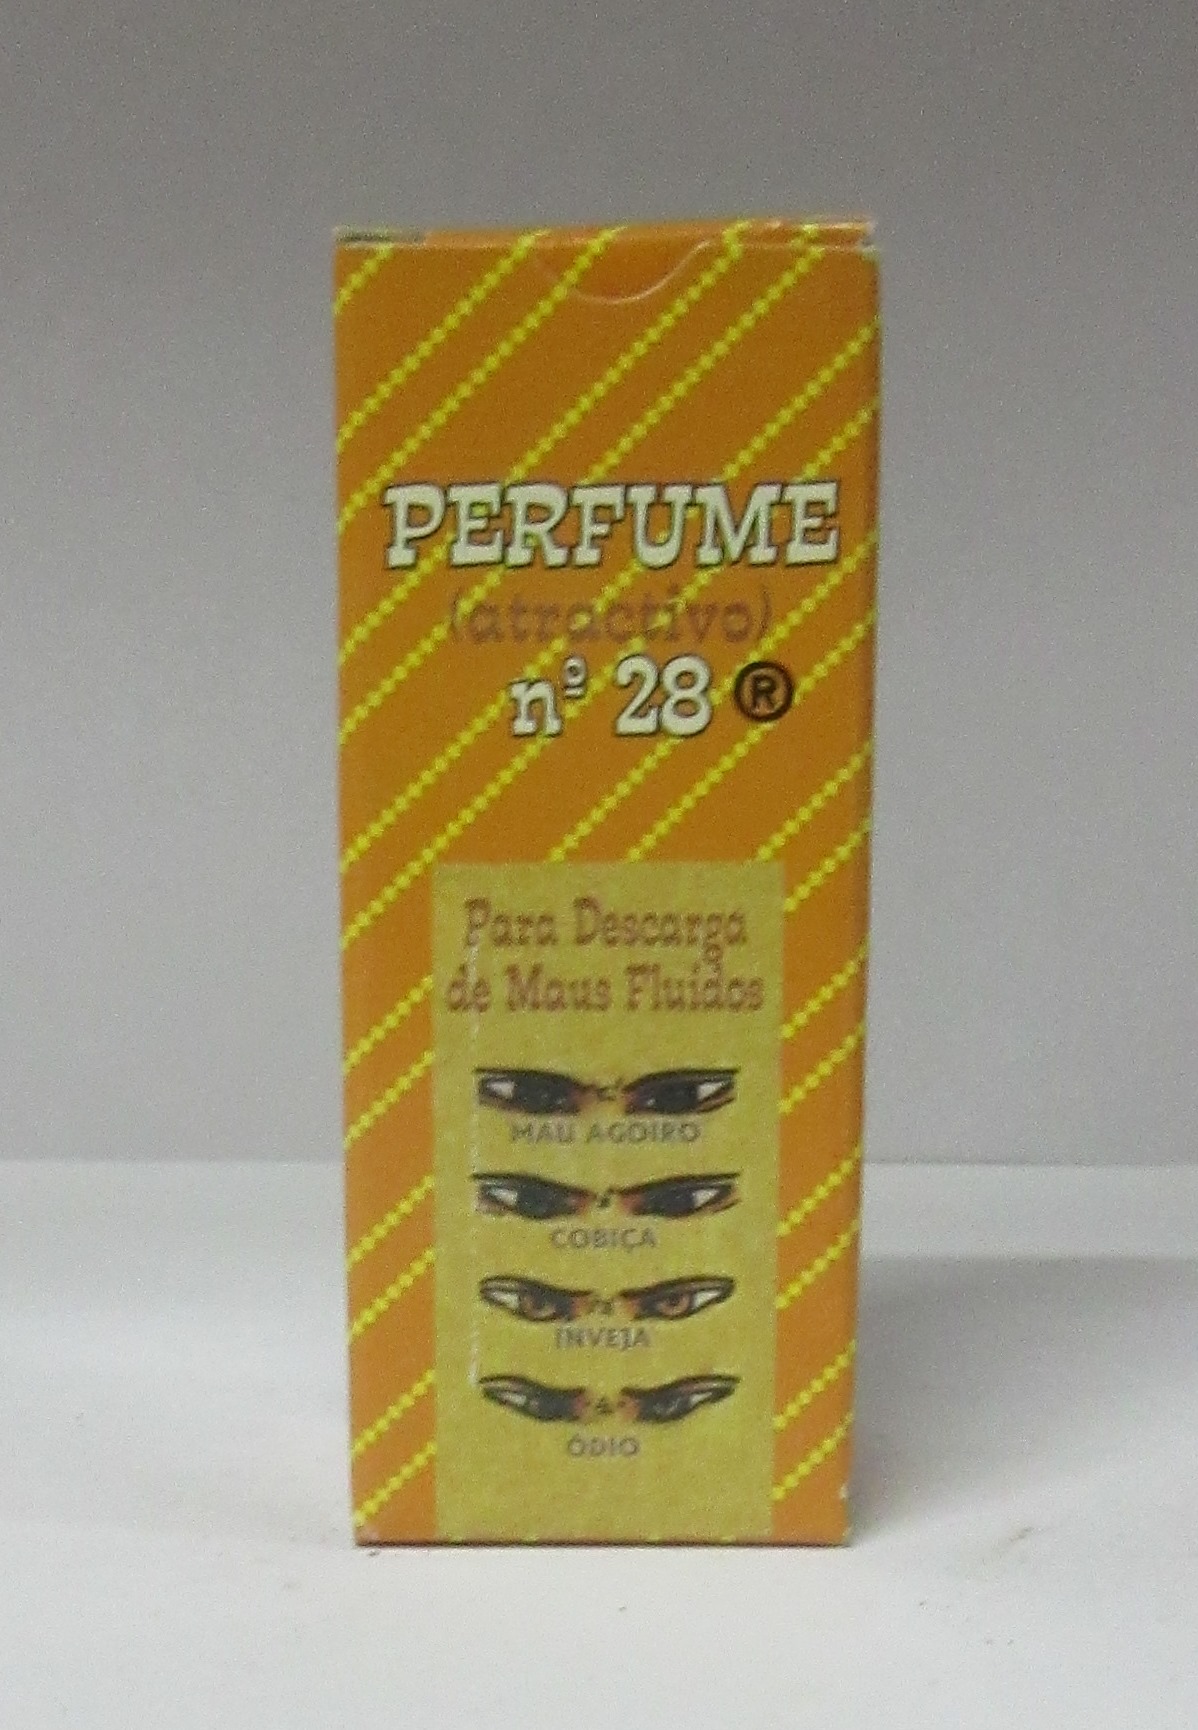 PERFUME
(atractivo)
nº 28 ®
Para Descarga
de Maus Fluidos
MAU AGOIRO
COBIÇA
INVEJA
ÓDIO